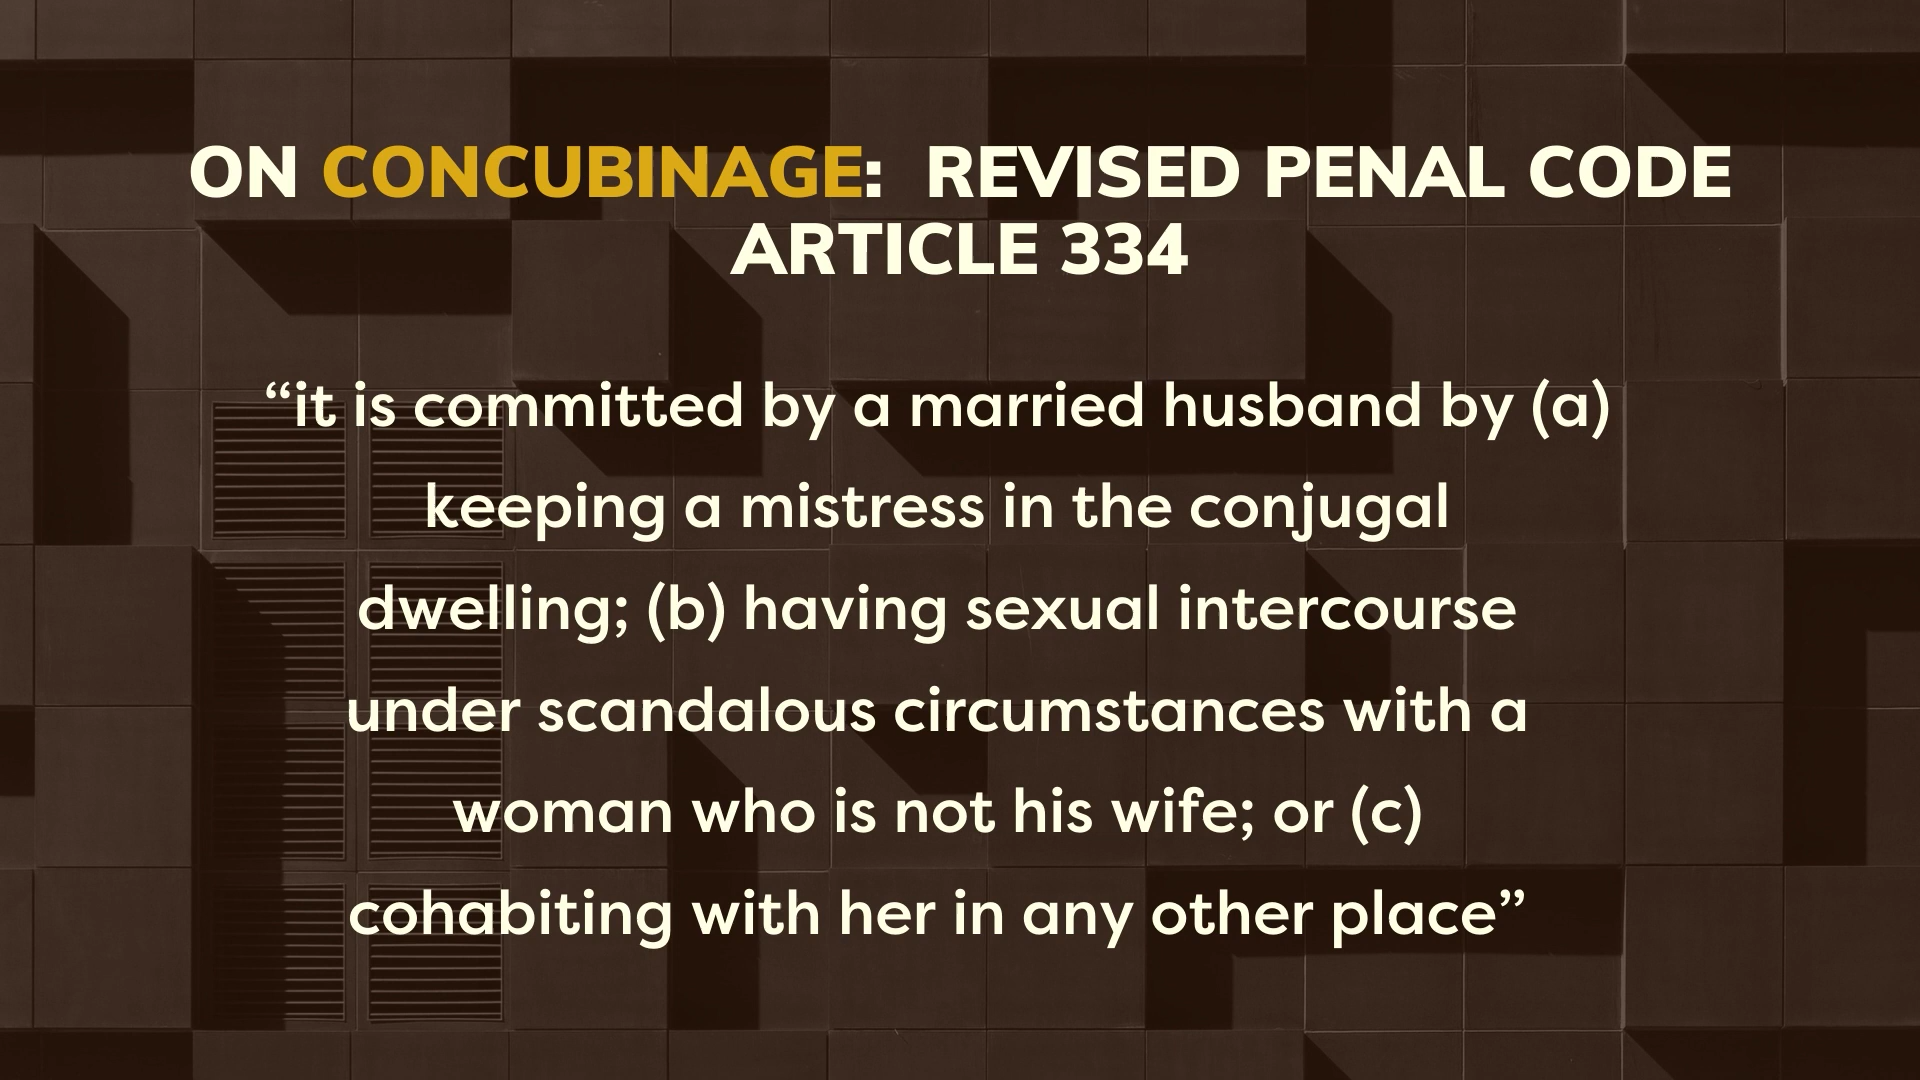 ON CONCUBINAGE:  REVISED PENAL CODE
ARTICLE 334
“it is committed by a married husband by (a)
keeping a mistress in the conjugal
dwelling; (b) having sexual intercourse
under scandalous circumstances with a
woman who is not his wife; or (c)
cohabiting with her in any other place”